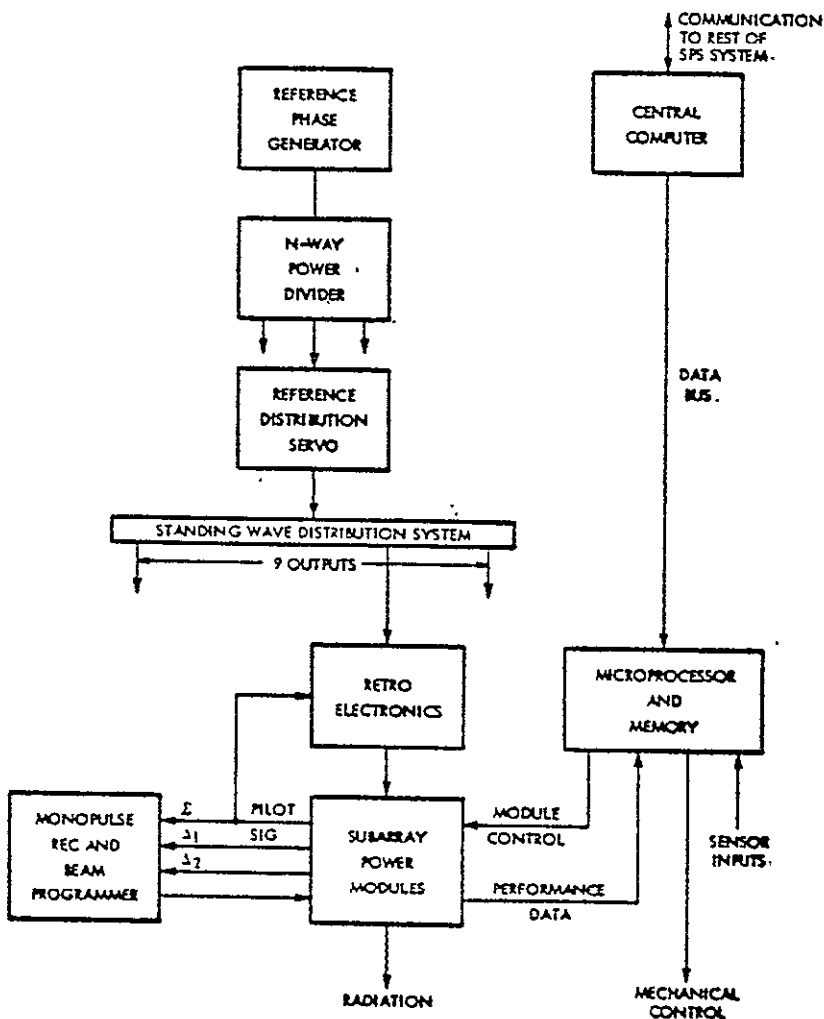 COMMUNICATION
TO REST OF
SPS SYSTEM.
REFERENCE
PHASE
GENERATOR
CENTRAL
COMPUTER
N-WAY
POWER
DIVIDER
REFERENCE
DISTRIBUTION
SERVO
DATA
BUS.
STANDING WAVE DISTRIBUTION SYSTEM
9 OUTPUTS
RETRO
ELECTRONICS
MICROPROCESSOR
AND
MEMORY
MONOPULSE
REC AND
BEAM
PROGRAMMER
Σ PILOT
Δ1 SIG
Δ2
SUBARRAY
POWER
MODULES
MODULE
CONTROL
PERFORMANCE
DATA
SENSOR
INPUTS.
RADIATION
MECHANICAL
CONTROL